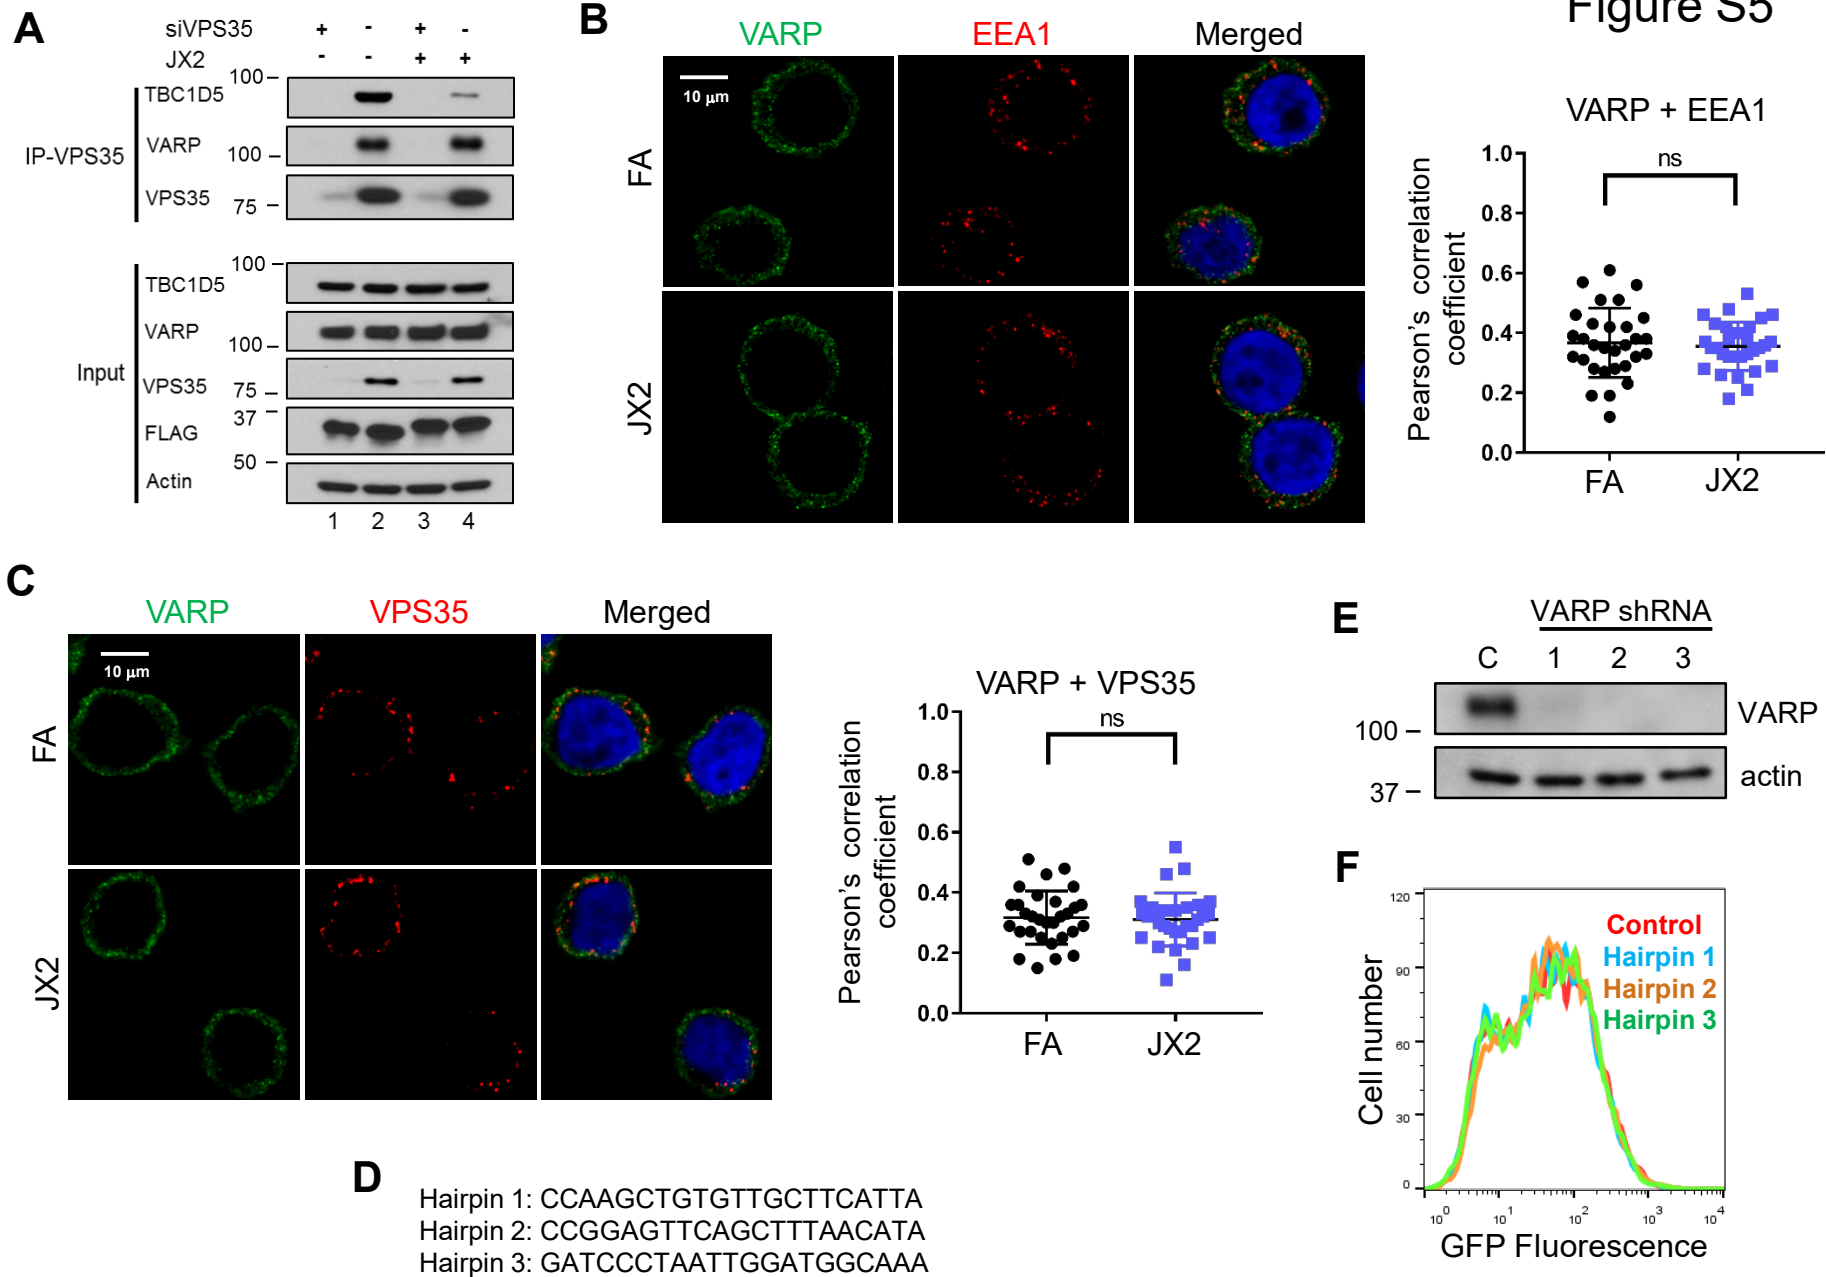 Figure S5
A
siVPS35 + - + -
JX2 - - + +
IP-VPS35
100
TBC1D5
VARP
100
VPS35
75
Input
100
TBC1D5
VARP
100
VPS35
75
37
FLAG
50
Actin
1 2 3 4
B
VARP EEA1 Merged
10 µm
FA
JX2
VARP + EEA1
ns
Pearson's correlation
coefficient
1.0
0.8
0.6
0.4
0.2
0.0
FA JX2
C
VARP VPS35 Merged
10 µm
FA
JX2
VARP + VPS35
ns
Pearson's correlation
coefficient
1.0
0.8
0.6
0.4
0.2
0.0
FA JX2
D
Hairpin 1: CCAAGCTGTGTTGCTTCATTA
Hairpin 2: CCGGAGTTCAGCTTTAACATA
Hairpin 3: GATCCCTAATTGGATGGCAAA
E
VARP shRNA
C 1 2 3
VARP
100
actin
37
F
Control
Hairpin 1
Hairpin 2
Hairpin 3
Cell number
120
90
60
30
0
10^0 10^1 10^2 10^3 10^4
GFP Fluorescence